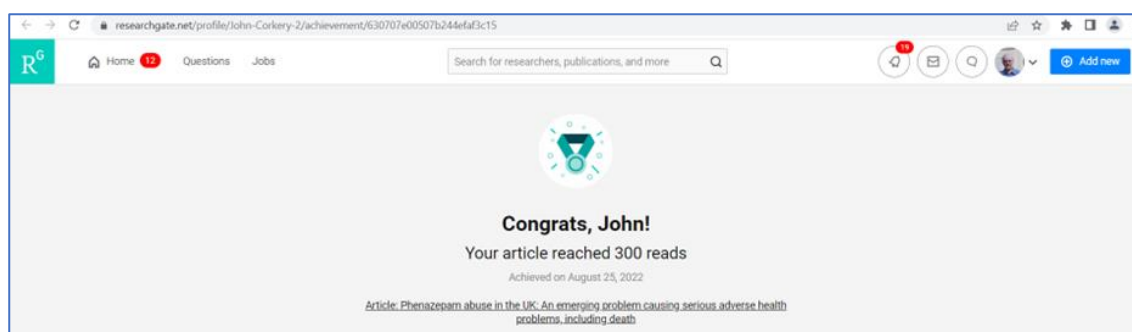 researchgate.net/profile/John-Corkery-2/achievement/630707e00507b244efaf3c15
RG Home 12 Questions Jobs Search for researchers, publications, and more 19 Add new
Congrats, John!
Your article reached 300 reads
Achieved on August 25, 2022
Article: Phenazepam abuse in the UK: An emerging problem causing serious adverse health
problems, including death